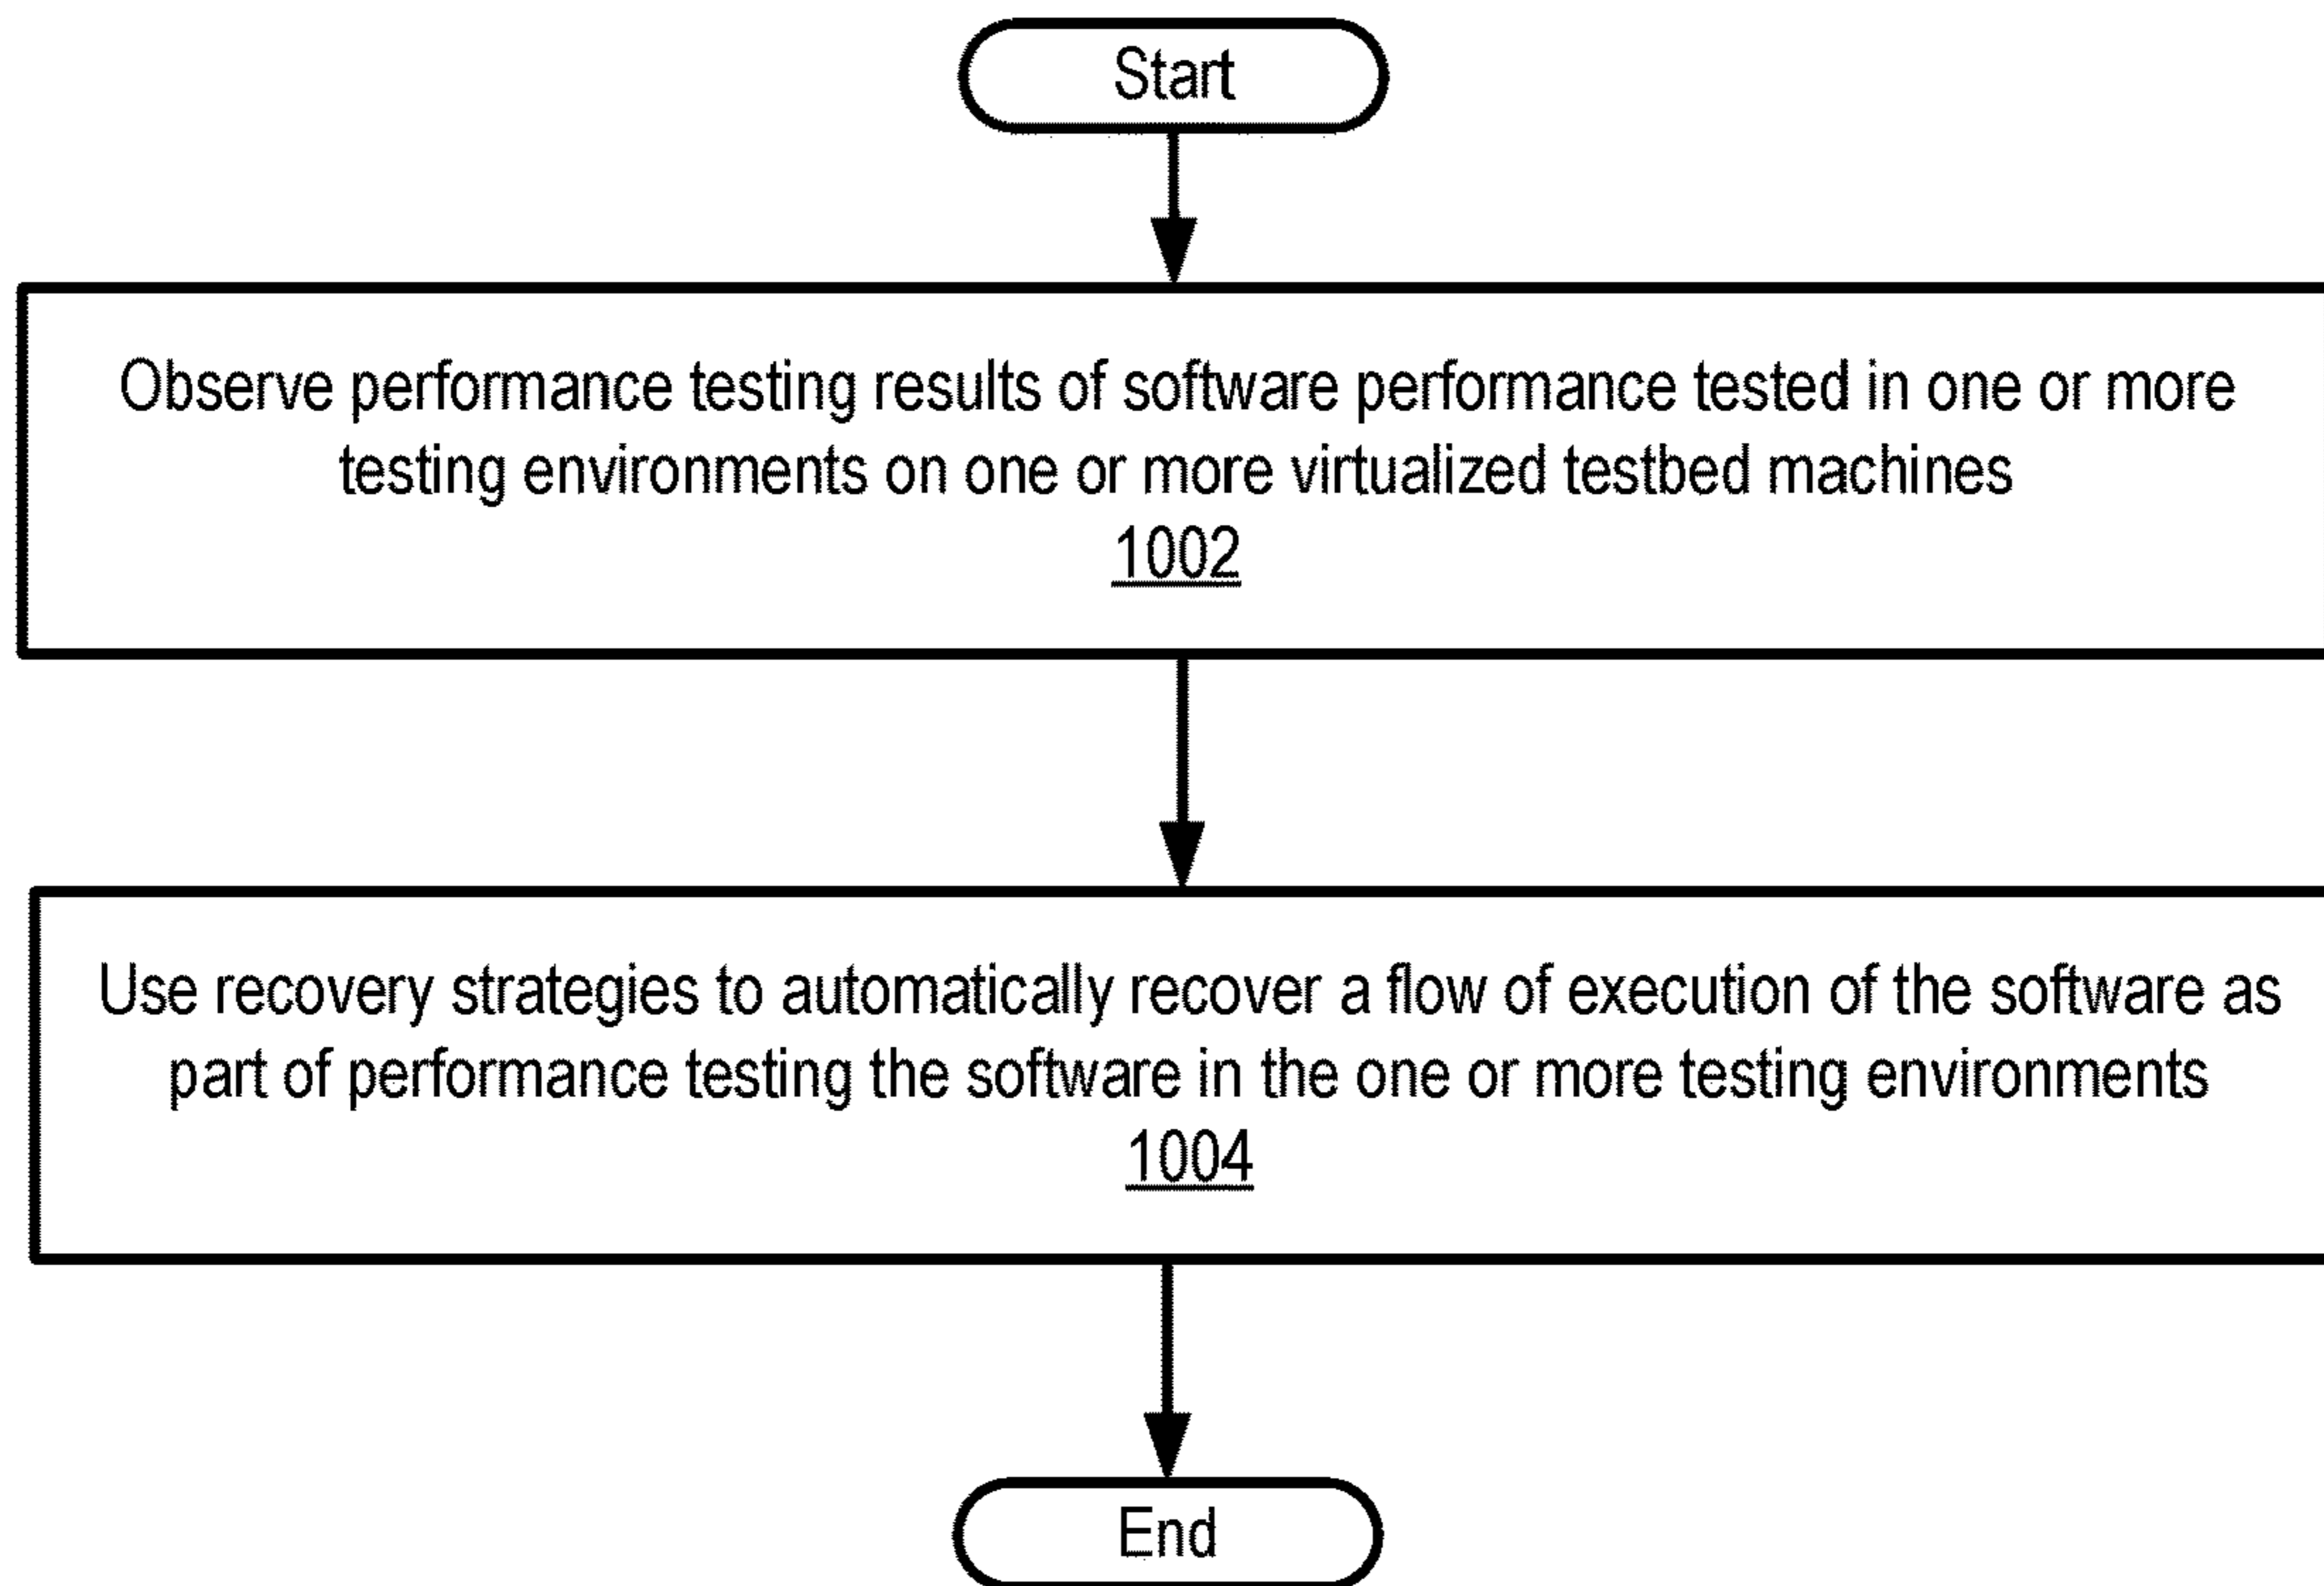 Start
Observe performance testing results of software performance tested in one or more
testing environments on one or more virtualized testbed machines
1002
Use recovery strategies to automatically recover a flow of execution of the software as
part of performance testing the software in the one or more testing environments
1004
End